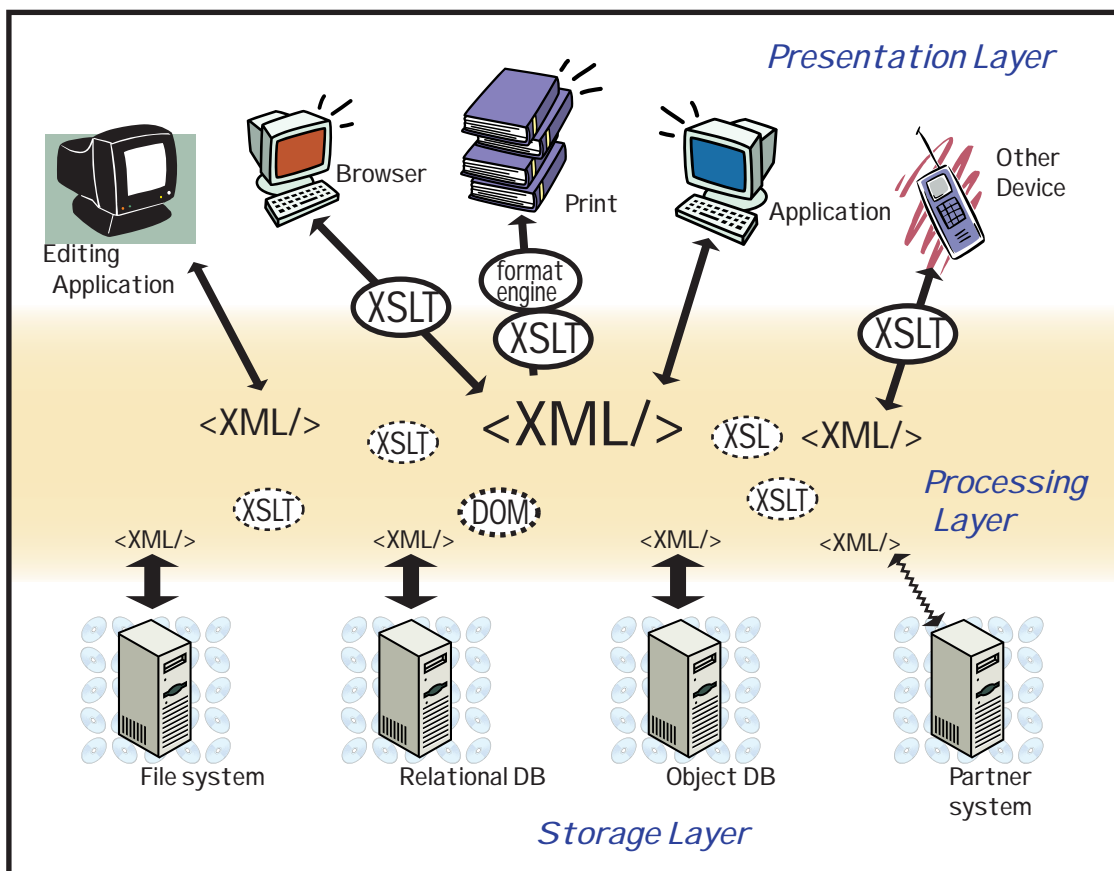 Presentation Layer
Browser
Print
Application
Other
Device
Editing
Application
format
engine
XSLT
XSLT
XSLT
<XML/>
XSLT
<XML/>
XSL
<XML/>
XSLT
DOM
XSLT
Processing
Layer
<XML/>
<XML/>
<XML/>
<XML/>
File system
Relational DB
Object DB
Partner
system
Storage Layer